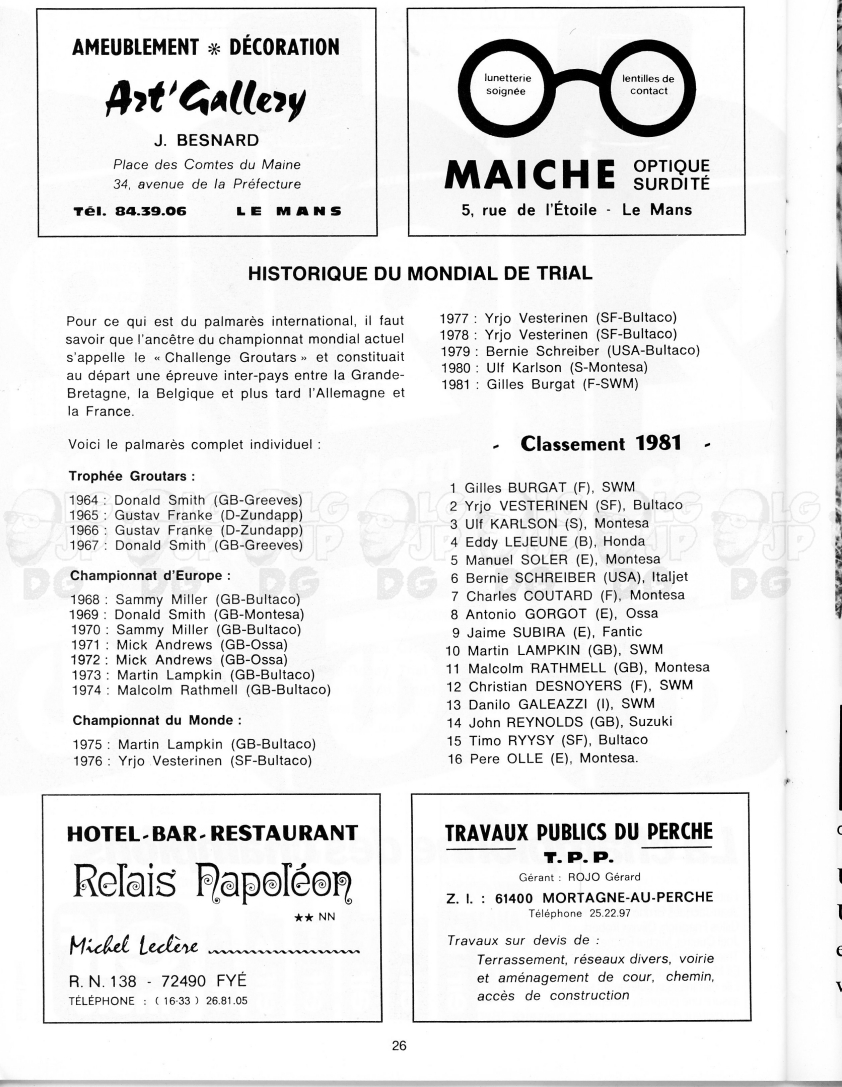 AMEUBLEMENT * DÉCORATION
Art'Gallery
J. BESNARD
Place des Comtes du Maine
34, avenue de la Préfecture
Tél. 84.39.06 LE MANS
lunetterie
soignée
lentilles de
contact
MAICHE OPTIQUE
SURDITÉ
5, rue de l'Étoile - Le Mans
HISTORIQUE DU MONDIAL DE TRIAL
Pour ce qui est du palmarès international, il faut
savoir que l'ancêtre du championnat mondial actuel
s'appelle le « Challenge Groutars » et constituait
au départ une épreuve inter-pays entre la Grande-
Bretagne, la Belgique et plus tard l'Allemagne et
la France.
Voici le palmarès complet individuel :
Trophée Groutars :
1964 : Donald Smith (GB-Greeves)
1965 : Gustav Franke (D-Zundapp)
1966 : Gustav Franke (D-Zundapp)
1967 : Donald Smith (GB-Greeves)
Championnat d'Europe :
1968 : Sammy Miller (GB-Bultaco)
1969 : Donald Smith (GB-Montesa)
1970 : Sammy Miller (GB-Bultaco)
1971 : Mick Andrews (GB-Ossa)
1972 : Mick Andrews (GB-Ossa)
1973 : Martin Lampkin (GB-Bultaco)
1974 : Malcolm Rathmell (GB-Bultaco)
Championnat du Monde :
1975 : Martin Lampkin (GB-Bultaco)
1976 : Yrjo Vesterinen (SF-Bultaco)
1977 : Yrjo Vesterinen (SF-Bultaco)
1978 : Yrjo Vesterinen (SF-Bultaco)
1979 : Bernie Schreiber (USA-Bultaco)
1980 : Ulf Karlson (S-Montesa)
1981 : Gilles Burgat (F-SWM)
- Classement 1981 -
1 Gilles BURGAT (F), SWM
2 Yrjo VESTERINEN (SF), Bultaco
3 Ulf KARLSON (S), Montesa
4 Eddy LEJEUNE (B), Honda
5 Manuel SOLER (E), Montesa
6 Bernie SCHREIBER (USA), Italjet
7 Charles COUTARD (F), Montesa
8 Antonio GORGOT (E), Ossa
9 Jaime SUBIRA (E), Fantic
10 Martin LAMPKIN (GB), SWM
11 Malcolm RATHMELL (GB), Montesa
12 Christian DESNOYERS (F), SWM
13 Danilo GALEAZZI (I), SWM
14 John REYNOLDS (GB), Suzuki
15 Timo RYYSY (SF), Bultaco
16 Pere OLLE (E), Montesa.
HOTEL-BAR-RESTAURANT
Relais Napoléon
★★ NN
Michel Leclère
R. N. 138 - 72490 FYÉ
TÉLÉPHONE : ( 16-33 ) 26.81.05
TRAVAUX PUBLICS DU PERCHE
T. P. P.
Gérant : ROJO Gérard
Z. I. : 61400 MORTAGNE-AU-PERCHE
Téléphone 25.22.97
Travaux sur devis de :
Terrassement, réseaux divers, voirie
et aménagement de cour, chemin,
accès de construction
26